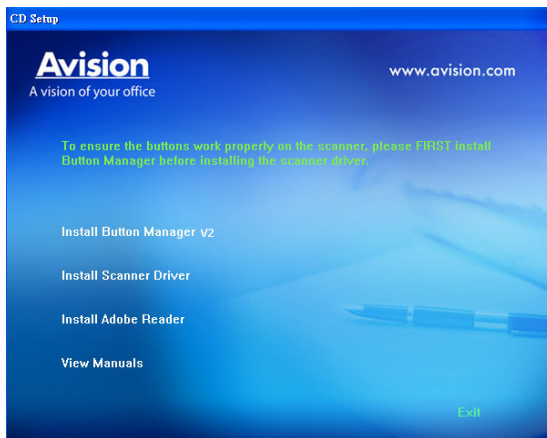 CD Setup
Avision
www.avision.com
A vision of your office
To ensure the buttons work properly on the scanner, please FIRST install
Button Manager before installing the scanner driver.
Install Button Manager V2
Install Scanner Driver
Install Adobe Reader
View Manuals
Exit